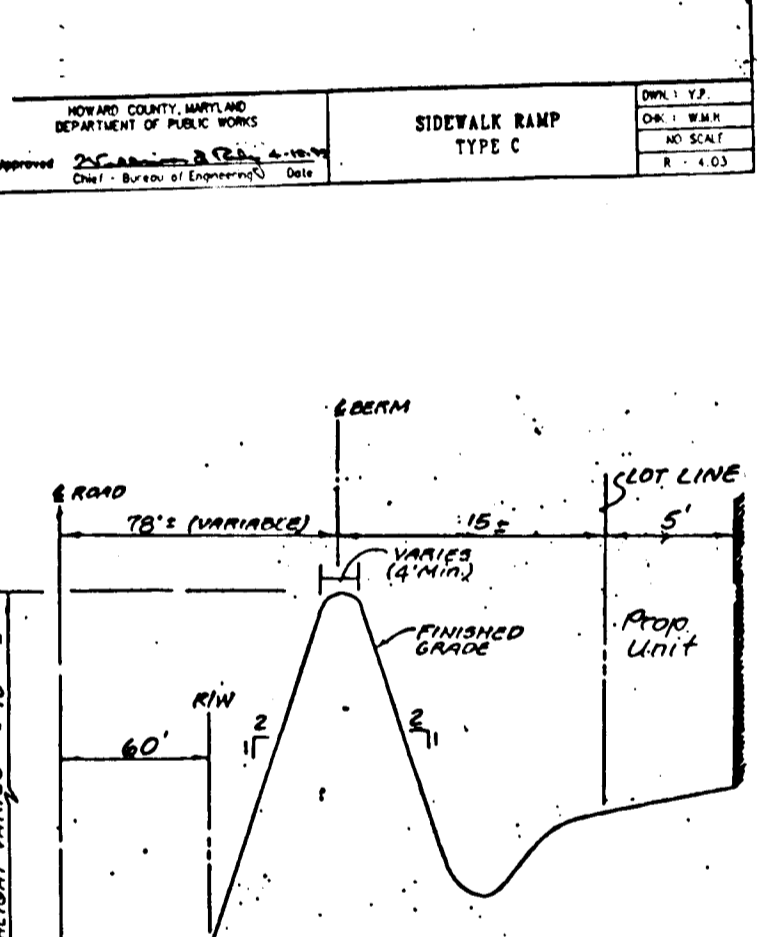 HOWARD COUNTY, MARYLAND
DEPARTMENT OF PUBLIC WORKS
Approved
Chief - Bureau of Engineering Date
SIDEWALK RAMP
TYPE C
DWN. : Y.P.
CHK. : W.M.H
NO SCALE
R - 4.03
℄ BERM
℄ ROAD
LOT LINE
78'± (VARIABLE)
15±
5'
VARIES
(4' Min.)
FINISHED
GRADE
Prop.
Unit
R/W
2
1
2
1
60'
VARIES